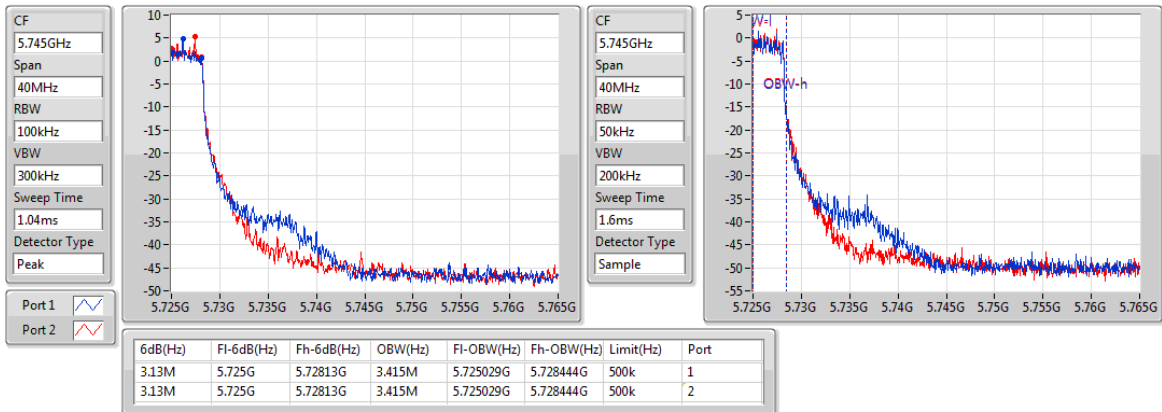 CF
5.745GHz
Span
40MHz
RBW
100kHz
VBW
300kHz
Sweep Time
1.04ms
Detector Type
Peak
Port 1
Port 2
10
5
0
-5
-10
-15
-20
-25
-30
-35
-40
-45
-50
5.725G 5.73G 5.735G 5.74G 5.745G 5.75G 5.755G 5.76G 5.765G
CF
5.745GHz
Span
40MHz
RBW
50kHz
VBW
200kHz
Sweep Time
1.6ms
Detector Type
Sample
5
0
-5
-10
-15
-20
-25
-30
-35
-40
-45
-50
-55
W-l
OBW-h
5.725G 5.73G 5.735G 5.74G 5.745G 5.75G 5.755G 5.76G 5.765G
6dB(Hz) Fl-6dB(Hz) Fh-6dB(Hz) OBW(Hz) Fl-OBW(Hz) Fh-OBW(Hz) Limit(Hz) Port
3.13M 5.725G 5.72813G 3.415M 5.725029G 5.728444G 500k 1
3.13M 5.725G 5.72813G 3.415M 5.725029G 5.728444G 500k 2